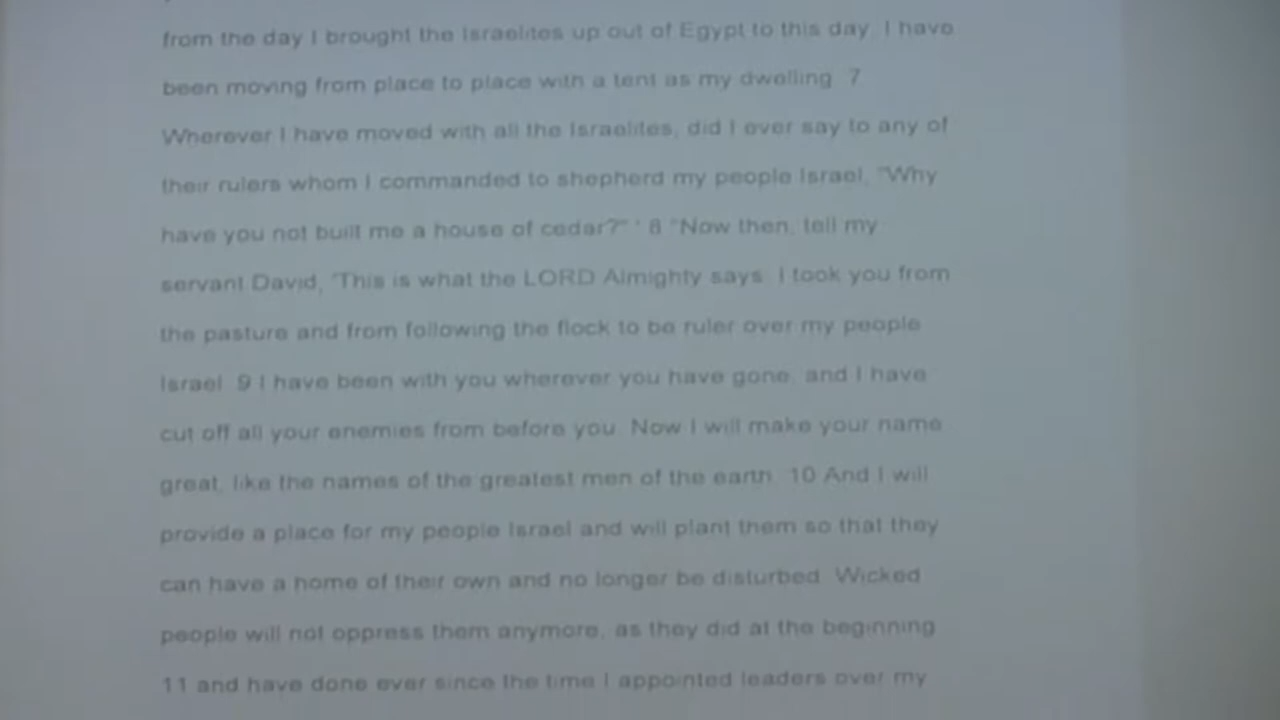 from the day I brought the Israelites up out of Egypt to this day. I have
been moving from place to place with a tent as my dwelling. 7
Wherever I have moved with all the Israelites, did I ever say to any of
their rulers whom I commanded to shepherd my people Israel, "Why
have you not built me a house of cedar?" ' 8 "Now then, tell my
servant David, 'This is what the LORD Almighty says: I took you from
the pasture and from following the flock to be ruler over my people
Israel. 9 I have been with you wherever you have gone, and I have
cut off all your enemies from before you. Now I will make your name
great, like the names of the greatest men of the earth. 10 And I will
provide a place for my people Israel and will plant them so that they
can have a home of their own and no longer be disturbed. Wicked
people will not oppress them anymore, as they did at the beginning
11 and have done ever since the time I appointed leaders over my